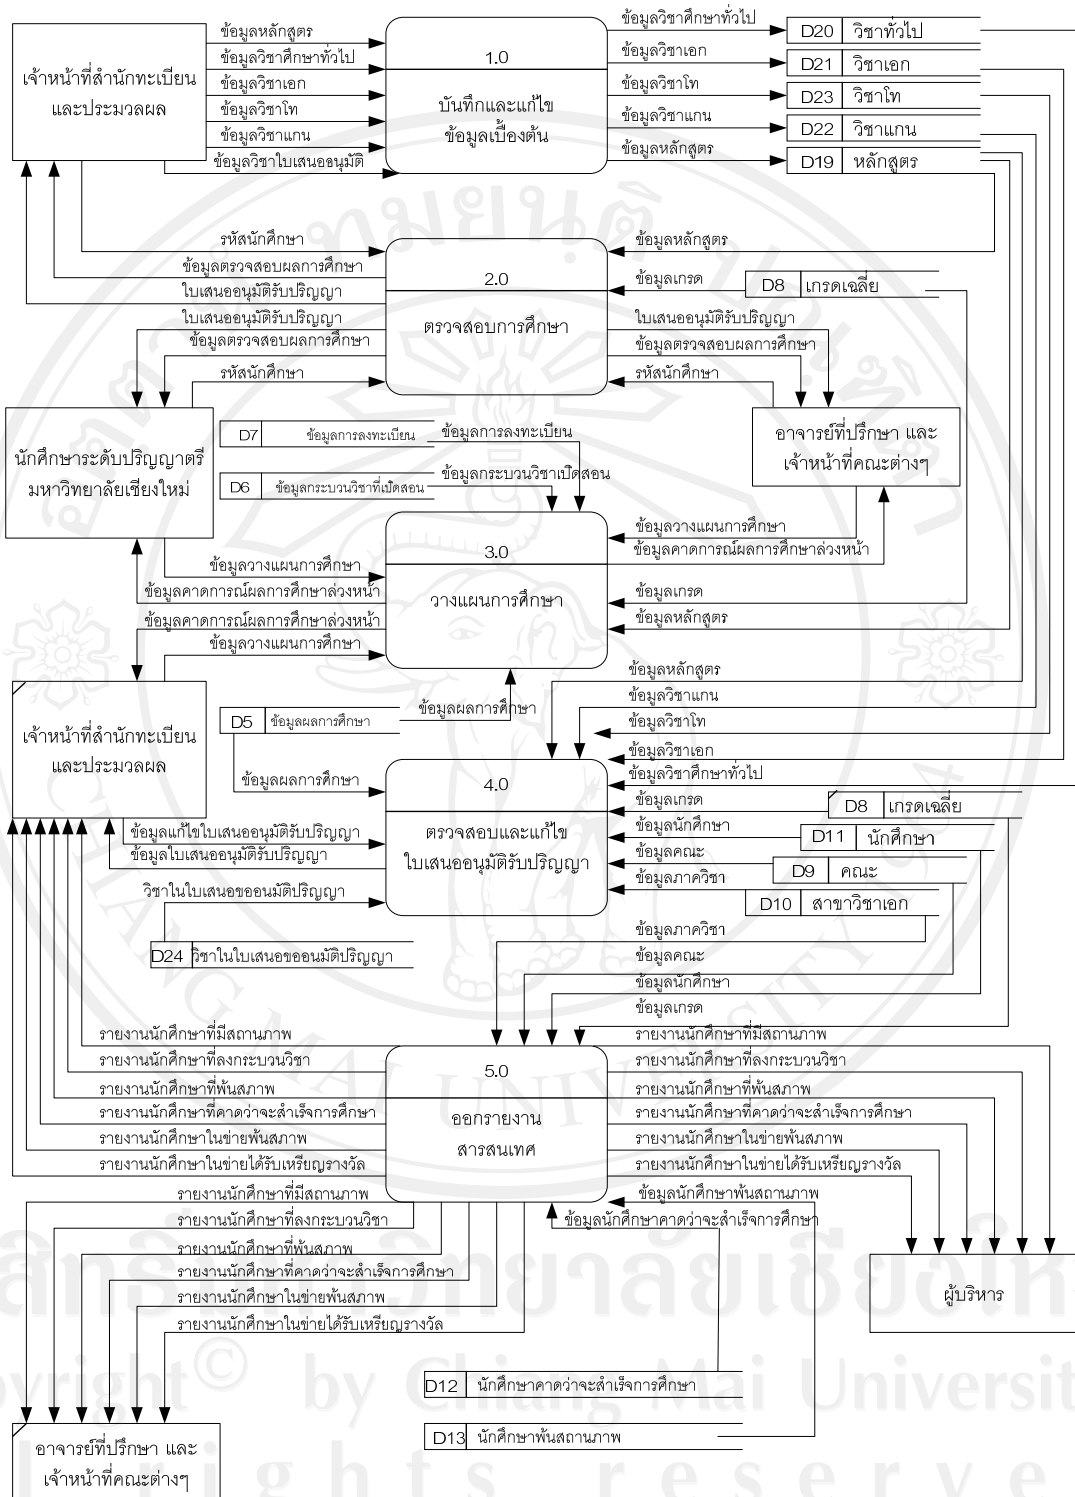 เจ้าหน้าที่สำนักทะเบียน
และประมวลผล
ข้อมูลหลักสูตร
ข้อมูลวิชาศึกษาทั่วไป
ข้อมูลวิชาเอก
ข้อมูลวิชาโท
ข้อมูลวิชาแกน
ข้อมูลวิชาใบเสนออนุมัติ
1.0
บันทึกและแก้ไข
ข้อมูลเบื้องต้น
ข้อมูลวิชาศึกษาทั่วไป
ข้อมูลวิชาเอก
ข้อมูลวิชาโท
ข้อมูลวิชาแกน
ข้อมูลหลักสูตร
D20 วิชาทั่วไป
D21 วิชาเอก
D23 วิชาโท
D22 วิชาแกน
D19 หลักสูตร
รหัสนักศึกษา
ข้อมูลตรวจสอบผลการศึกษา
ใบเสนออนุมัติรับปริญญา
ใบเสนออนุมัติรับปริญญา
ข้อมูลตรวจสอบผลการศึกษา
รหัสนักศึกษา
2.0
ตรวจสอบการศึกษา
ข้อมูลหลักสูตร
ข้อมูลเกรด
D8 เกรดเฉลี่ย
ใบเสนออนุมัติรับปริญญา
ข้อมูลตรวจสอบผลการศึกษา
รหัสนักศึกษา
นักศึกษาระดับปริญญาตรี
มหาวิทยาลัยเชียงใหม่
D7 ข้อมูลการลงทะเบียน
ข้อมูลการลงทะเบียน
D6 ข้อมูลกระบวนวิชาที่เปิดสอน
ข้อมูลกระบวนวิชาเปิดสอน
อาจารย์ที่ปรึกษา และ
เจ้าหน้าที่คณะต่างๆ
3.0
วางแผนการศึกษา
ข้อมูลวางแผนการศึกษา
ข้อมูลคาดการณ์ผลการศึกษาล่วงหน้า
ข้อมูลวางแผนการศึกษา
ข้อมูลคาดการณ์ผลการศึกษาล่วงหน้า
ข้อมูลคาดการณ์ผลการศึกษาล่วงหน้า
ข้อมูลวางแผนการศึกษา
ข้อมูลเกรด
ข้อมูลหลักสูตร
เจ้าหน้าที่สำนักทะเบียน
และประมวลผล
D5 ข้อมูลผลการศึกษา
ข้อมูลผลการศึกษา
ข้อมูลผลการศึกษา
ข้อมูลหลักสูตร
ข้อมูลวิชาแกน
ข้อมูลวิชาโท
ข้อมูลวิชาเอก
ข้อมูลวิชาศึกษาทั่วไป
4.0
ตรวจสอบและแก้ไข
ใบเสนออนุมัติรับปริญญา
ข้อมูลแก้ไขใบเสนออนุมัติรับปริญญา
ข้อมูลใบเสนออนุมัติรับปริญญา
วิชาในใบเสนอขออนมัติปริญญา
D24 วิชาในใบเสนอขออนมัติปริญญา
ข้อมูลเกรด
ข้อมูลนักศึกษา
ข้อมูลคณะ
ข้อมูลภาควิชา
D8 เกรดเฉลี่ย
D11 นักศึกษา
D9 คณะ
D10 สาขาวิชาเอก
ข้อมูลภาควิชา
ข้อมูลคณะ
ข้อมูลนักศึกษา
ข้อมูลเกรด
รายงานนักศึกษาที่มีสถานภาพ
รายงานนักศึกษาที่ลงกระบวนวิชา
รายงานนักศึกษาที่พ้นสภาพ
รายงานนักศึกษาที่คาดว่าจะสำเร็จการศึกษา
รายงานนักศึกษาในข่ายพ้นสภาพ
รายงานนักศึกษาในข่ายได้รับเหรียญรางวัล
5.0
ออกรายงาน
สารสนเทศ
รายงานนักศึกษาที่มีสถานภาพ
รายงานนักศึกษาที่ลงกระบวนวิชา
รายงานนักศึกษาที่พ้นสภาพ
รายงานนักศึกษาที่คาดว่าจะสำเร็จการศึกษา
รายงานนักศึกษาในข่ายพ้นสภาพ
รายงานนักศึกษาในข่ายได้รับเหรียญรางวัล
รายงานนักศึกษาที่มีสถานภาพ
รายงานนักศึกษาที่ลงกระบวนวิชา
รายงานนักศึกษาที่พ้นสภาพ
รายงานนักศึกษาที่คาดว่าจะสำเร็จการศึกษา
รายงานนักศึกษาในข่ายพ้นสภาพ
รายงานนักศึกษาในข่ายได้รับเหรียญรางวัล
ข้อมูลนักศึกษาพ้นสถานภาพ
ข้อมูลนักศึกษาคาดว่าจะสำเร็จการศึกษา
ผู้บริหาร
D12 นักศึกษาคาดว่าจะสำเร็จการศึกษา
D13 นักศึกษาพ้นสถานภาพ
อาจารย์ที่ปรึกษา และ
เจ้าหน้าที่คณะต่างๆ
CHIANG MAI UNIVERSITY 1964
by Chiang Mai
rights reserve